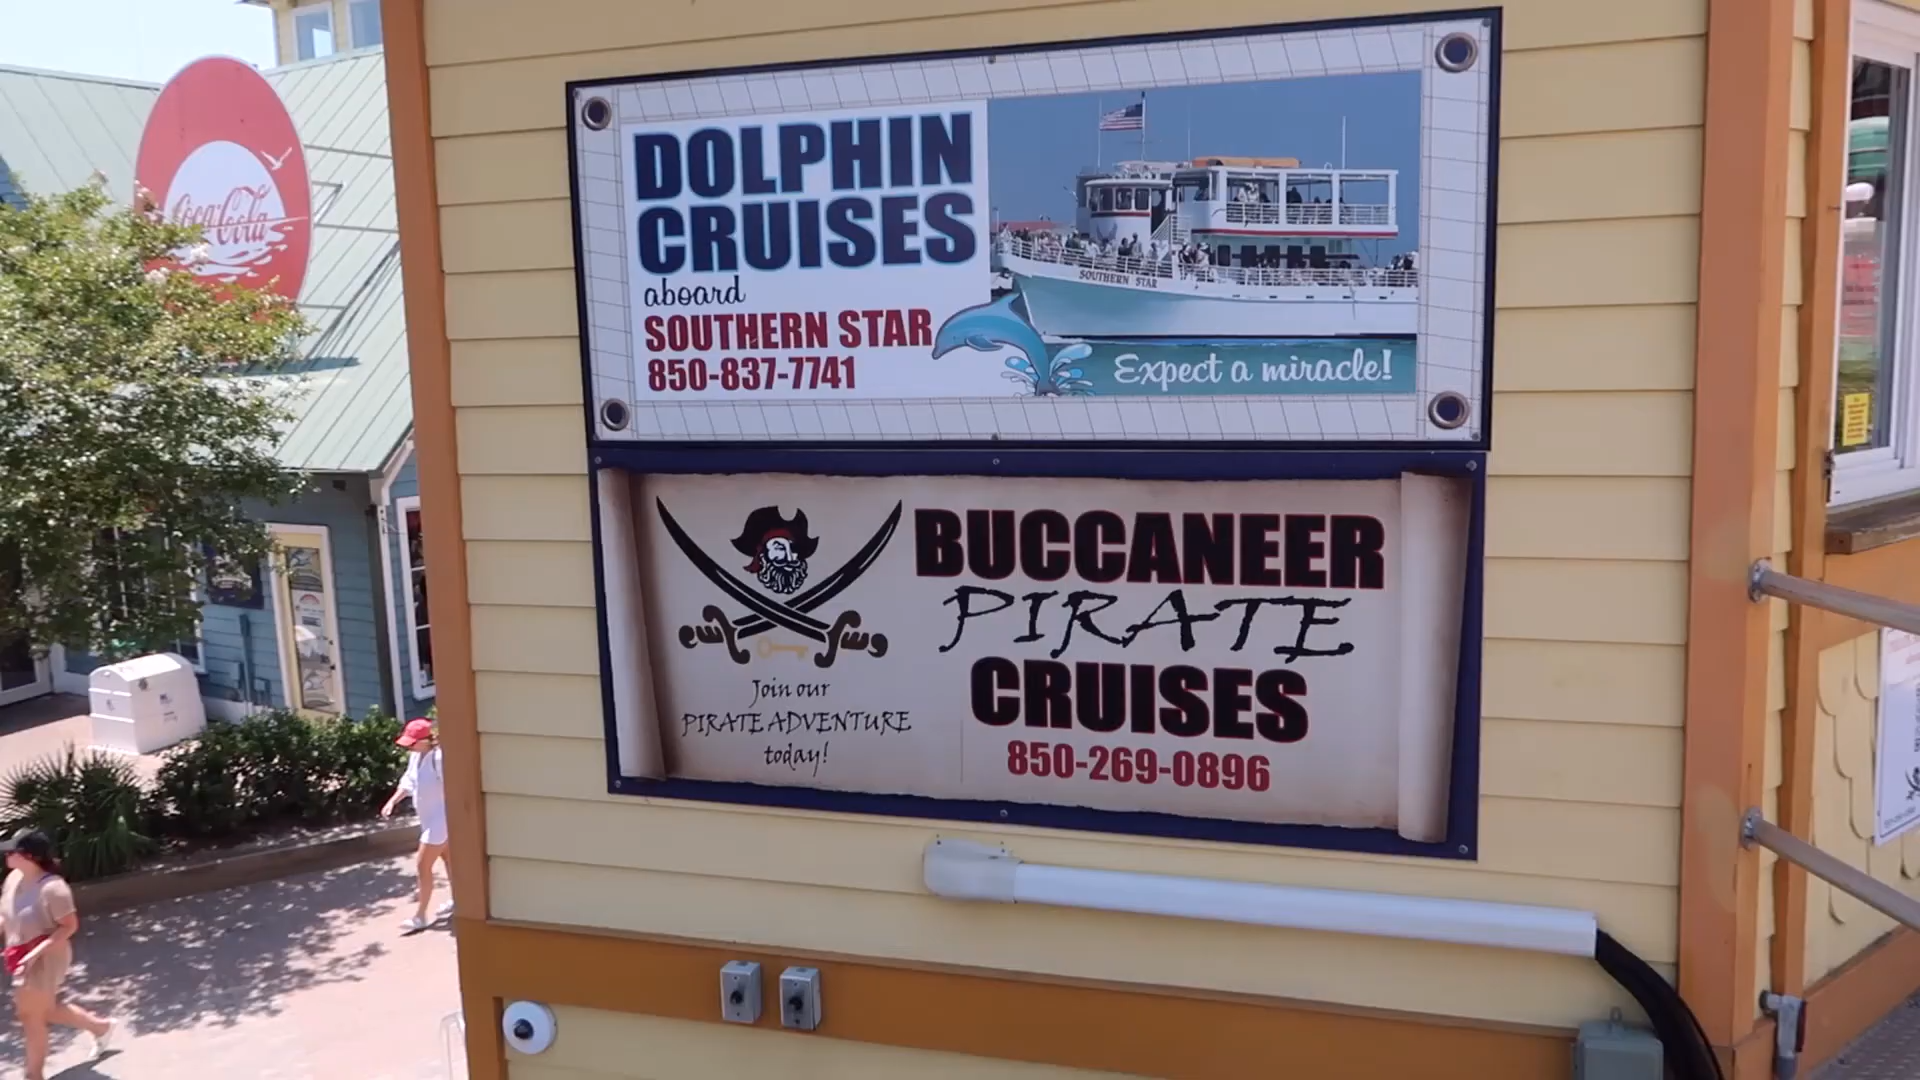 Coca-Cola
DOLPHIN
CRUISES
aboard
SOUTHERN STAR
850-837-7741
SOUTHERN STAR
Expect a miracle!
BUCCANEER
PIRATE
CRUISES
850-269-0896
Join our
PIRATE ADVENTURE
today!